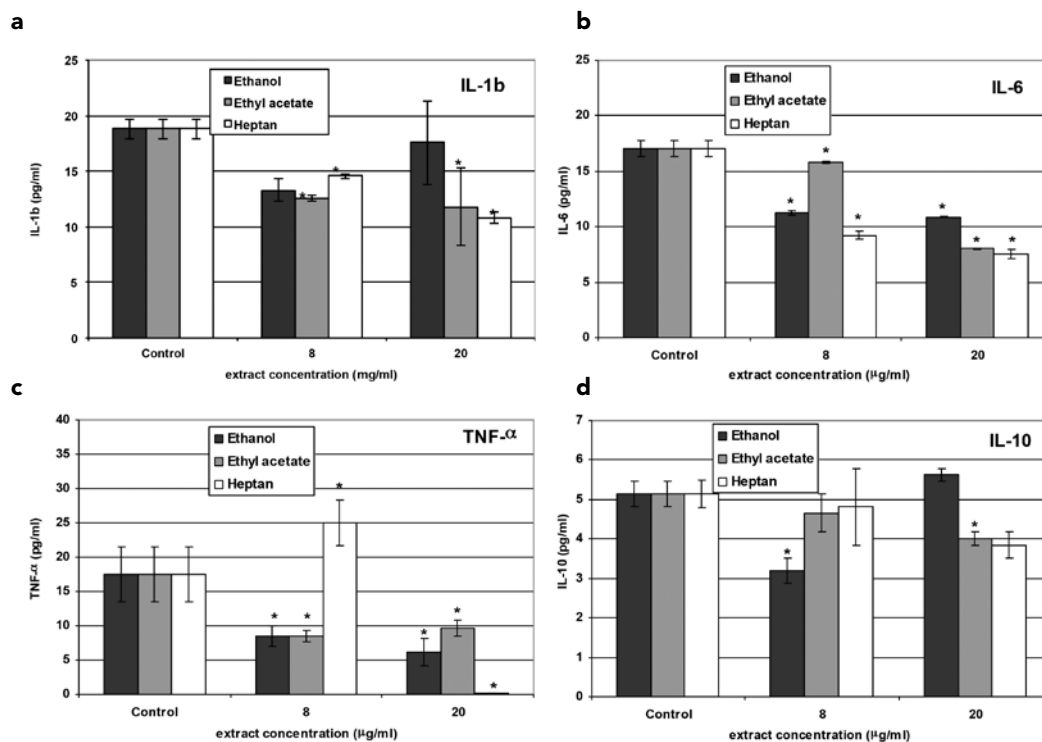 a
25
20
15
10
5
0
IL-1b (pg/ml)
Ethanol
Ethyl acetate
Heptan
IL-1b
*
*
*
*
Control 8 20
extract concentration (mg/ml)
b
25
20
15
10
5
0
IL-6 (pg/ml)
Ethanol
Ethyl acetate
Heptan
IL-6
*
*
*
*
*
*
Control 8 20
extract concentration (µg/ml)
c
40
35
30
25
20
15
10
5
0
TNF-α (pg/ml)
Ethanol
Ethyl acetate
Heptan
TNF-α
*
*
*
*
*
*
Control 8 20
extract concentration (µg/ml)
d
7
6
5
4
3
2
1
0
IL-10 (pg/ml)
Ethanol
Ethyl acetate
Heptan
IL-10
*
*
Control 8 20
extract concentration (µg/ml)